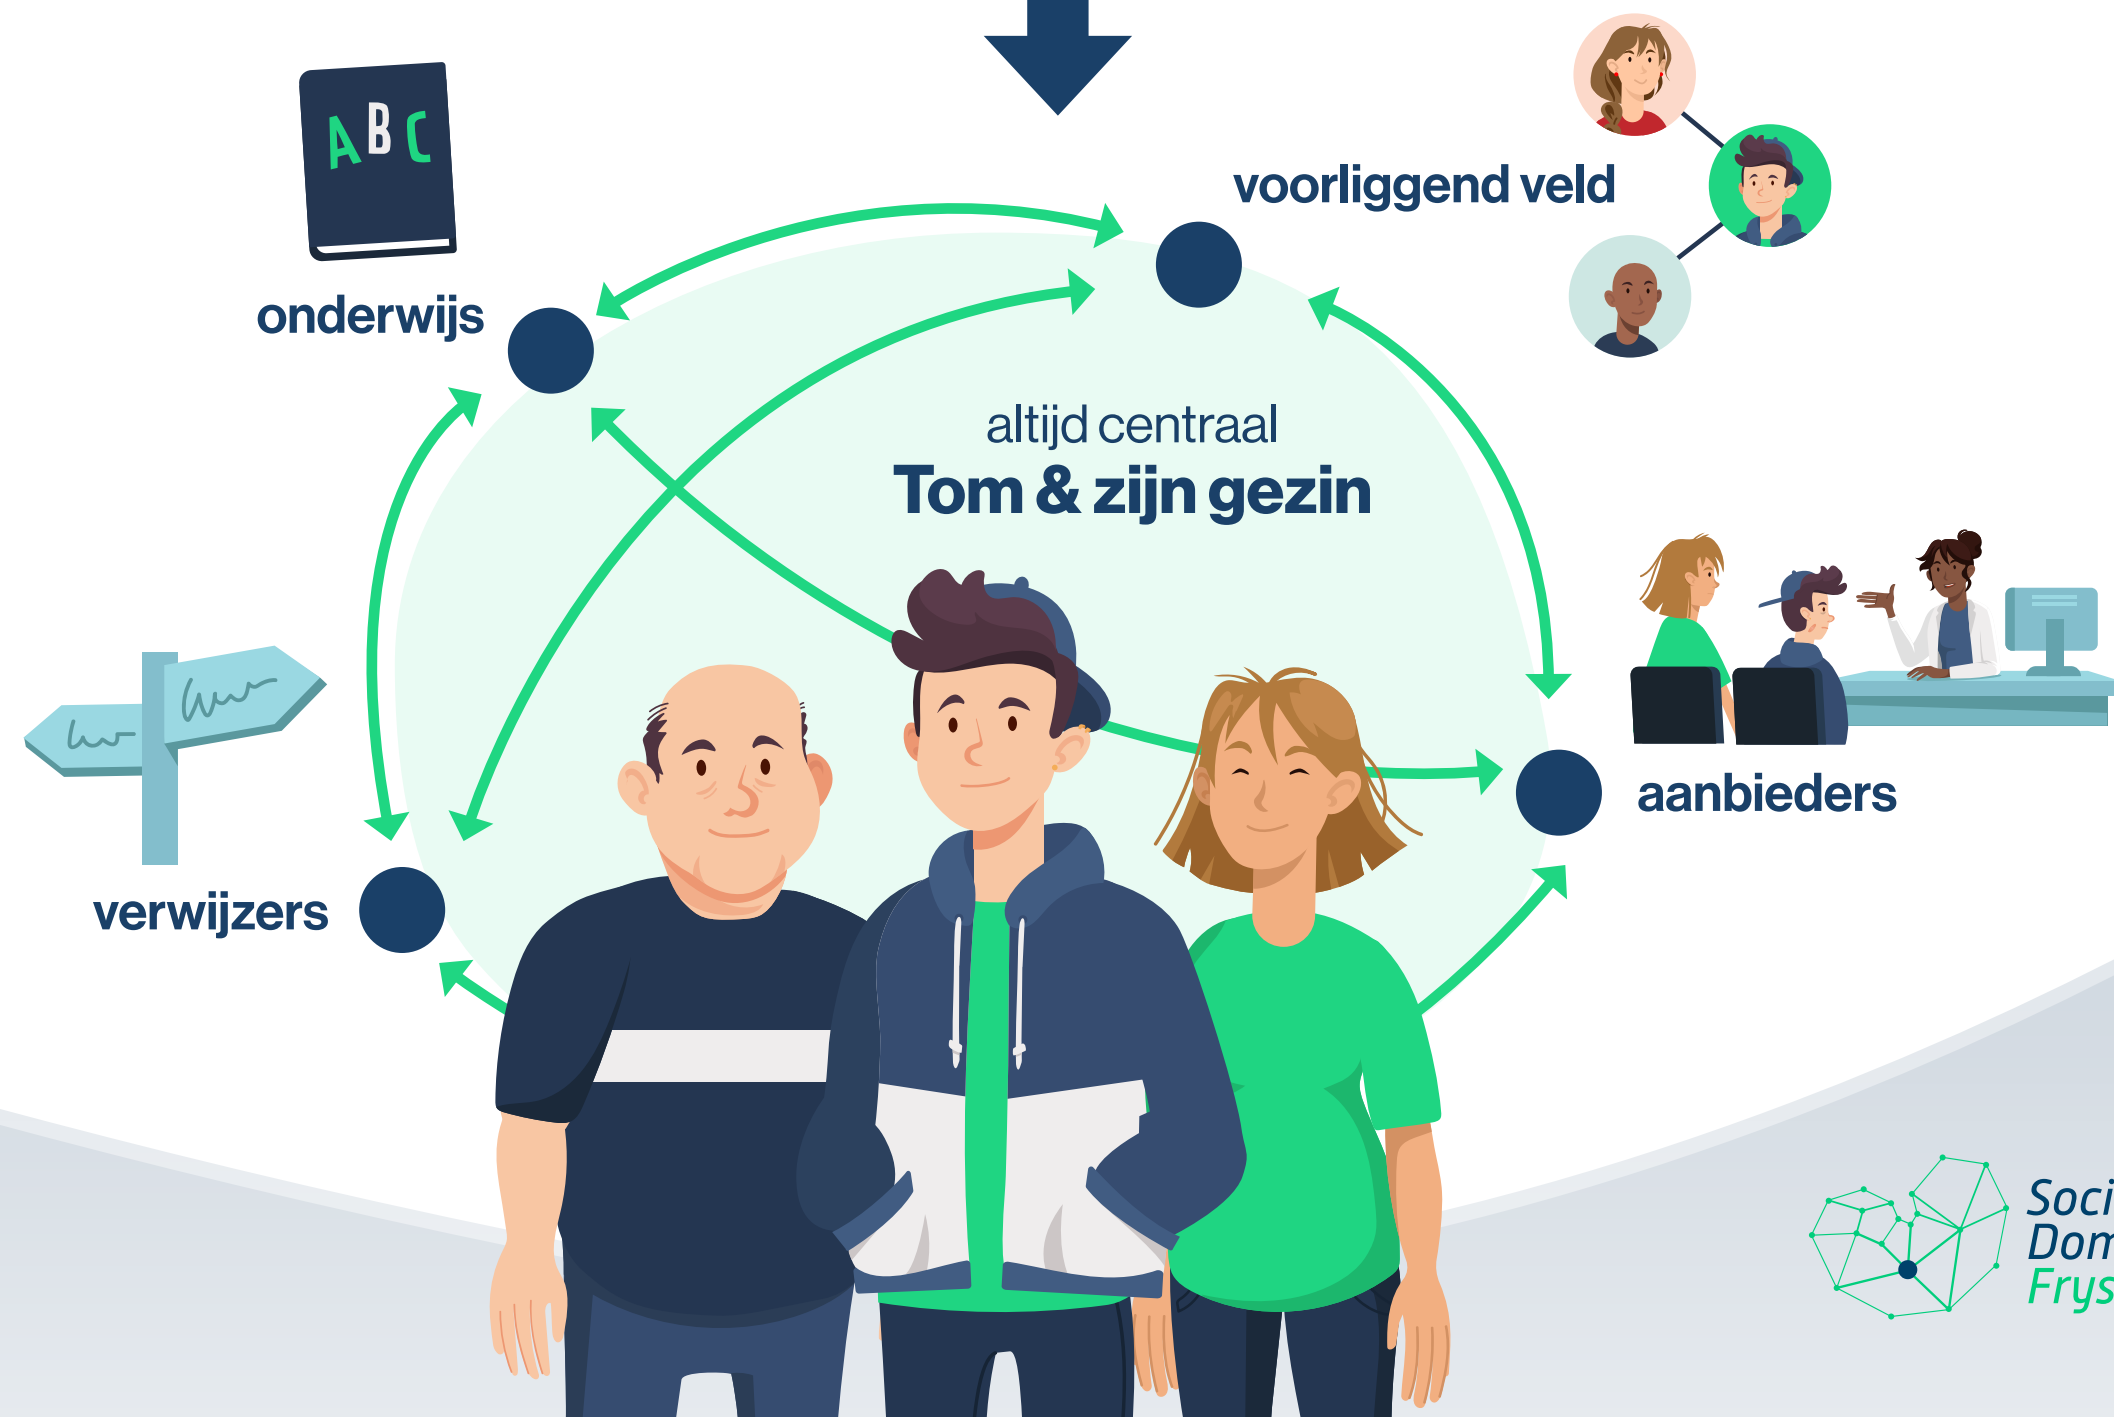 ABC
voorliggend veld
onderwijs
altijd centraal
Tom & zijn gezin
aanbieders
verwijzers